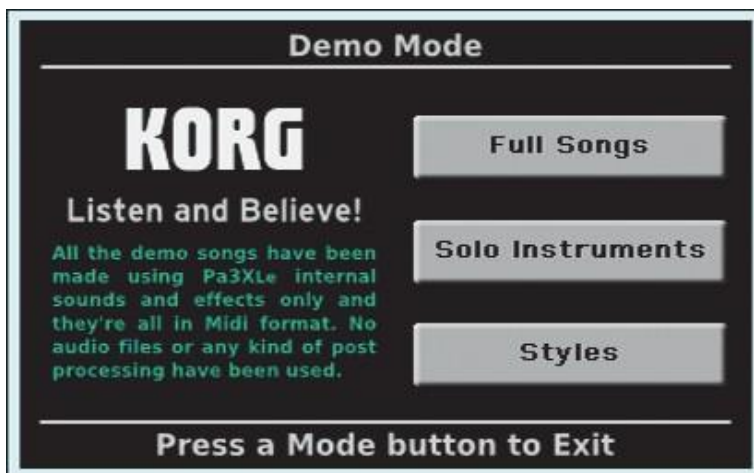 Demo Mode
KORG
Listen and Believe!
All the demo songs have been
made using Pa3XLe internal
sounds and effects only and
they're all in Midi format. No
audio files or any kind of post
processing have been used.
Full Songs
Solo Instruments
Styles
Press a Mode button to Exit